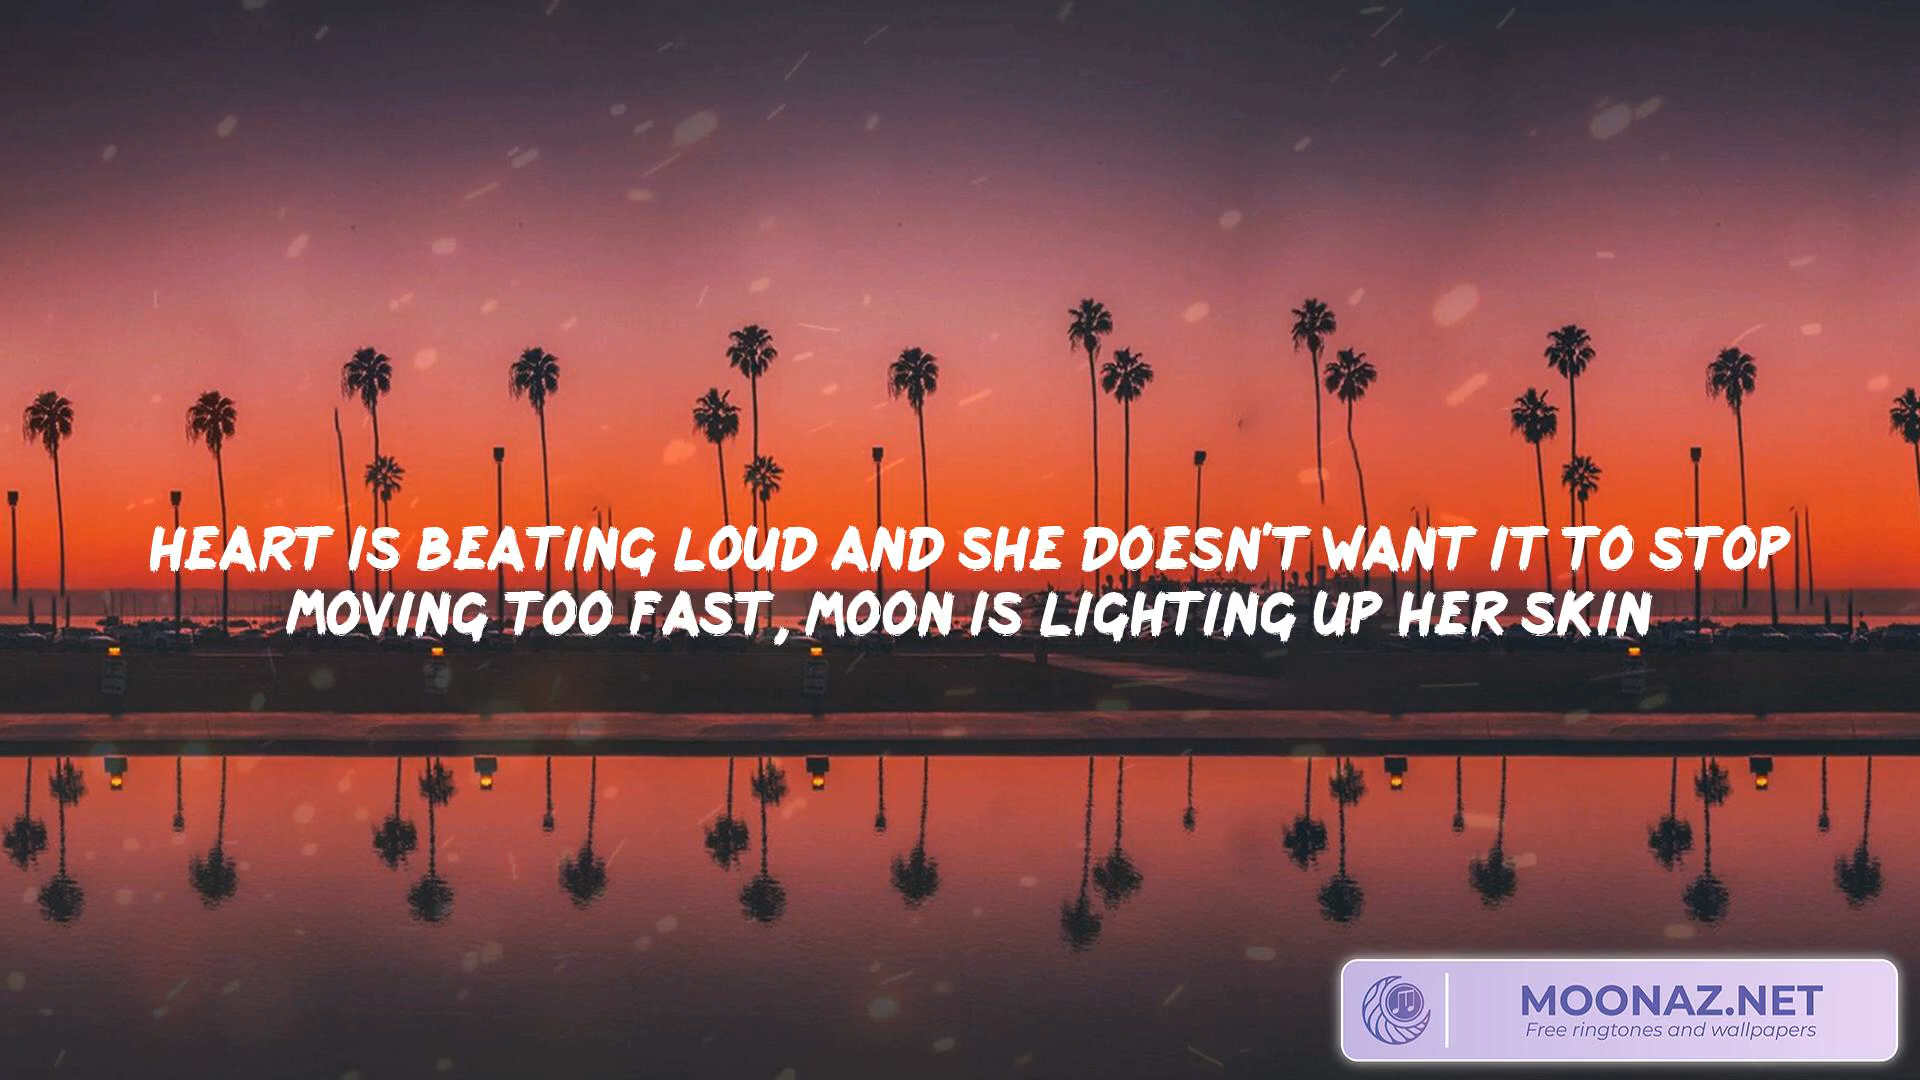 HEART IS BEATING LOUD AND SHE DOESN'T WANT IT TO STOP
MOVING TOO FAST, MOON IS LIGHTING UP HER SKIN
MOONAZ.NET
Free ringtones and wallpapers